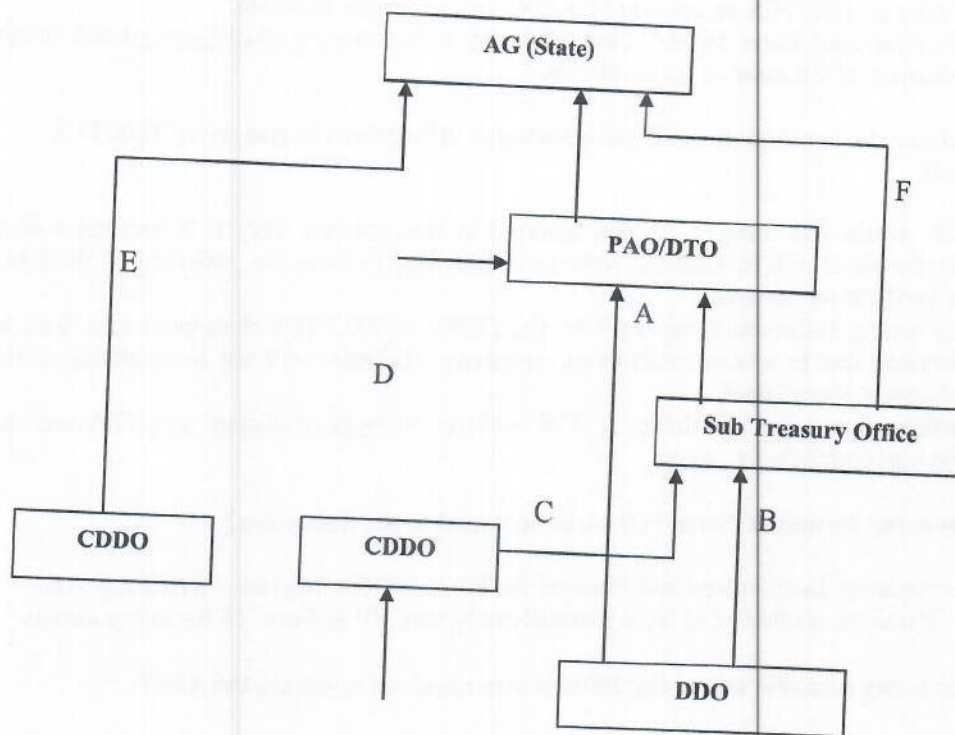 AG (State)
F
PAO/DTO
E
A
D
Sub Treasury Office
C
B
CDDO
CDDO
DDO